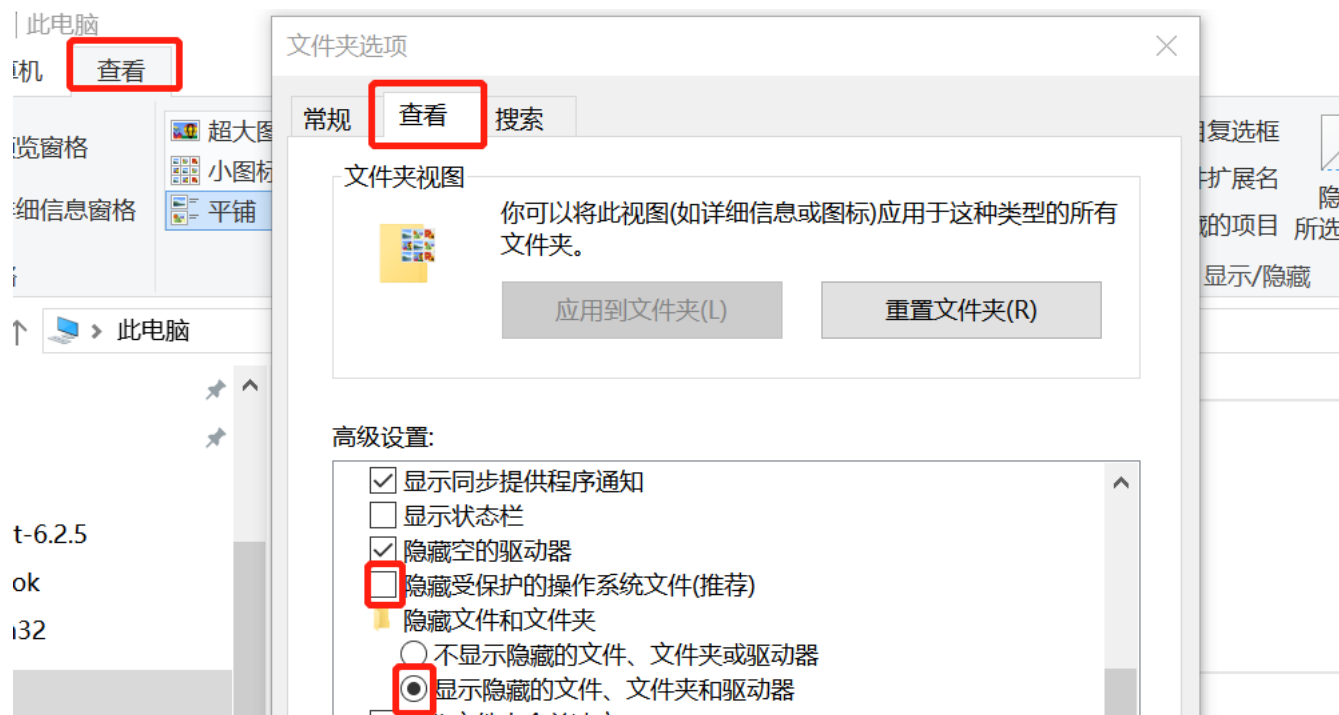 此电脑
机
查看
览窗格
细信息窗格
超大图
小图标
平铺
此电脑
t-6.2.5
ok
32
文件夹选项
常规
查看
搜索
文件夹视图
你可以将此视图(如详细信息或图标)应用于这种类型的所有
文件夹。
应用到文件夹(L)
重置文件夹(R)
高级设置:
显示同步提供程序通知
显示状态栏
隐藏空的驱动器
隐藏受保护的操作系统文件(推荐)
隐藏文件和文件夹
不显示隐藏的文件、文件夹或驱动器
显示隐藏的文件、文件夹和驱动器
复选框
扩展名
的项目
隐
所选
显示/隐藏